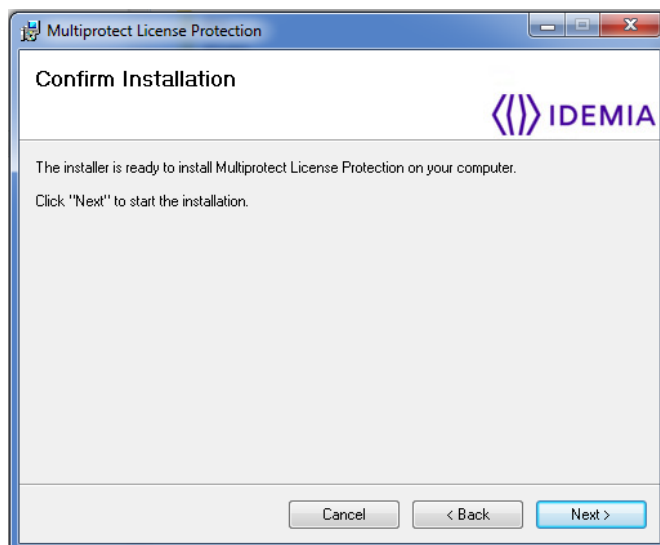 Multiprotect License Protection
Confirm Installation
IDEMIA
The installer is ready to install Multiprotect License Protection on your computer.
Click "Next" to start the installation.
Cancel
< Back
Next >